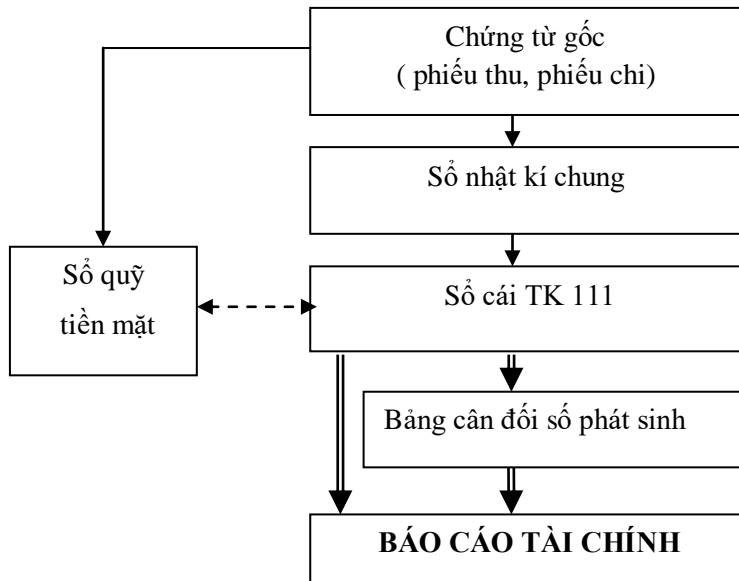 Chứng từ gốc
( phiếu thu, phiếu chi)
Sổ nhật kí chung
Sổ quỹ
tiền mặt
Sổ cái TK 111
Bảng cân đối số phát sinh
BÁO CÁO TÀI CHÍNH